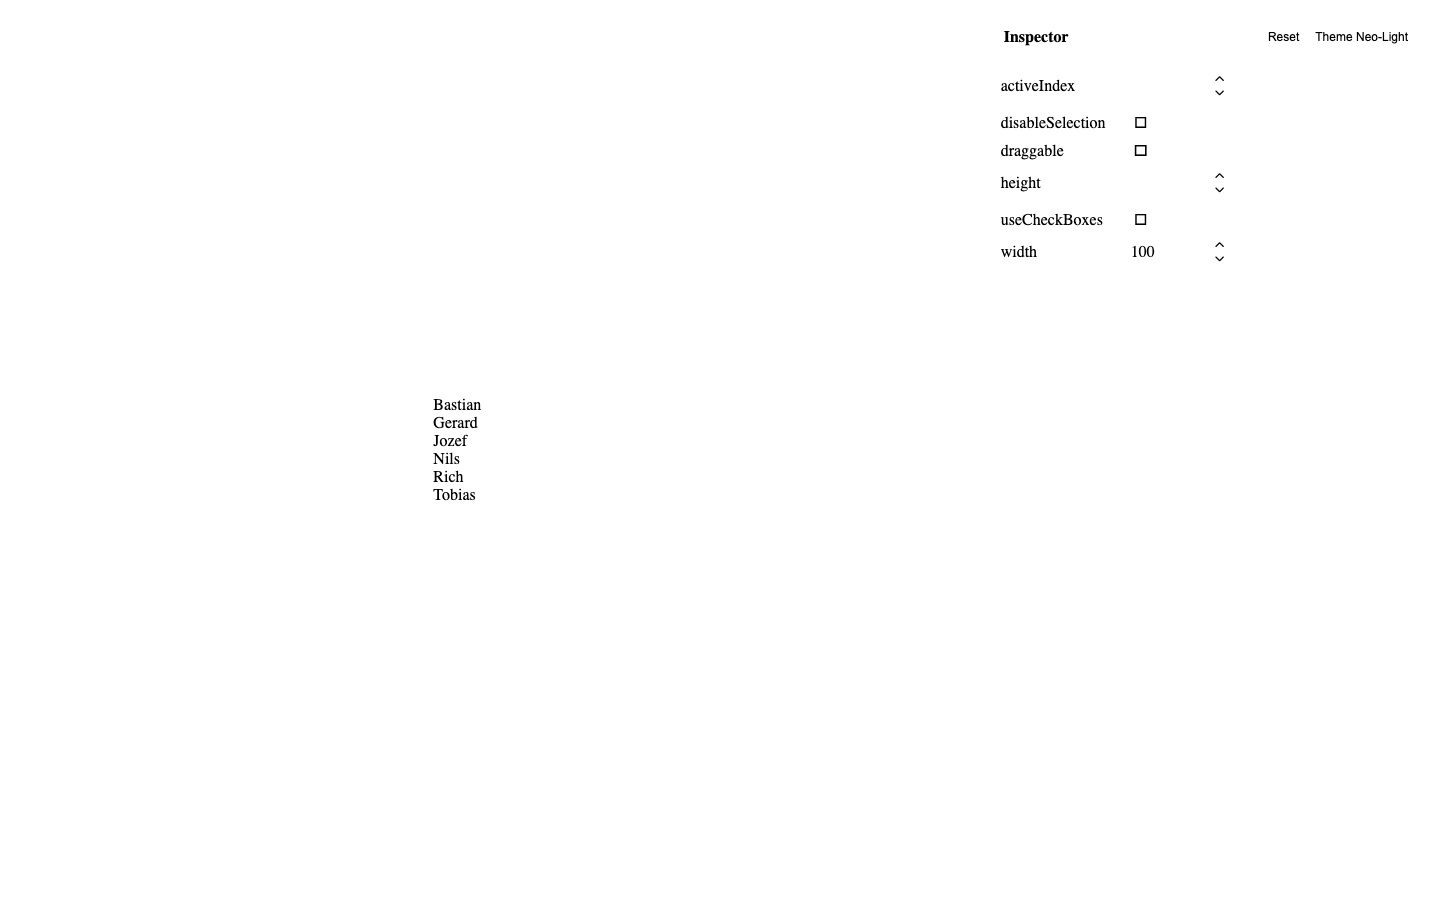 Inspector Reset Theme Neo-Light
activeIndex
disableSelection
draggable
height
useCheckBoxes
width 100
Bastian
Gerard
Jozef
Nils
Rich
Tobias